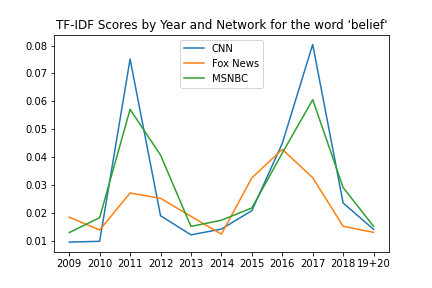 TF-IDF Scores by Year and Network for the word 'belief'
CNN
Fox News
MSNBC
0.08
0.07
0.06
0.05
0.04
0.03
0.02
0.01
2009 2010 2011 2012 2013 2014 2015 2016 2017 2018 19+20